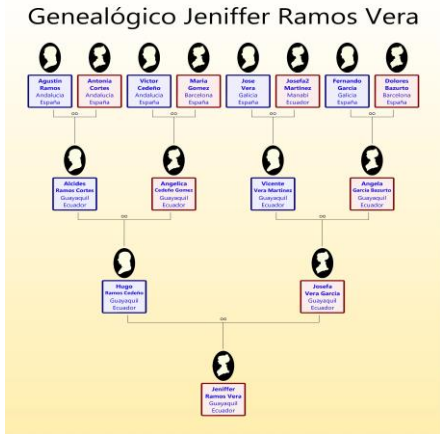 Genealógico Jeniffer Ramos Vera
Agustin
Ramos
Andalucia
España
Antonia
Cortes
Andalucia
España
Victor
Cedeño
Andalucia
España
Maria
Gomez
Barcelona
España
Jose
Vera
Galicia
España
Josefa2
Martinez
Manabí
Ecuador
Fernando
Garcia
Galicia
España
Dolores
Bazurto
Barcelona
España
Alcides
Ramos Cortes
Guayaquil
Ecuador
Angelica
Cedeño Gomez
Guayaquil
Ecuador
Vicente
Vera Martinez
Guayaquil
Ecuador
Angela
Garcia Bazurto
Guayaquil
Ecuador
Hugo
Ramos Cedeño
Guayaquil
Ecuador
Josefa
Vera Garcia
Guayaquil
Ecuador
Jeniffer
Ramos Vera
Guayaquil
Ecuador